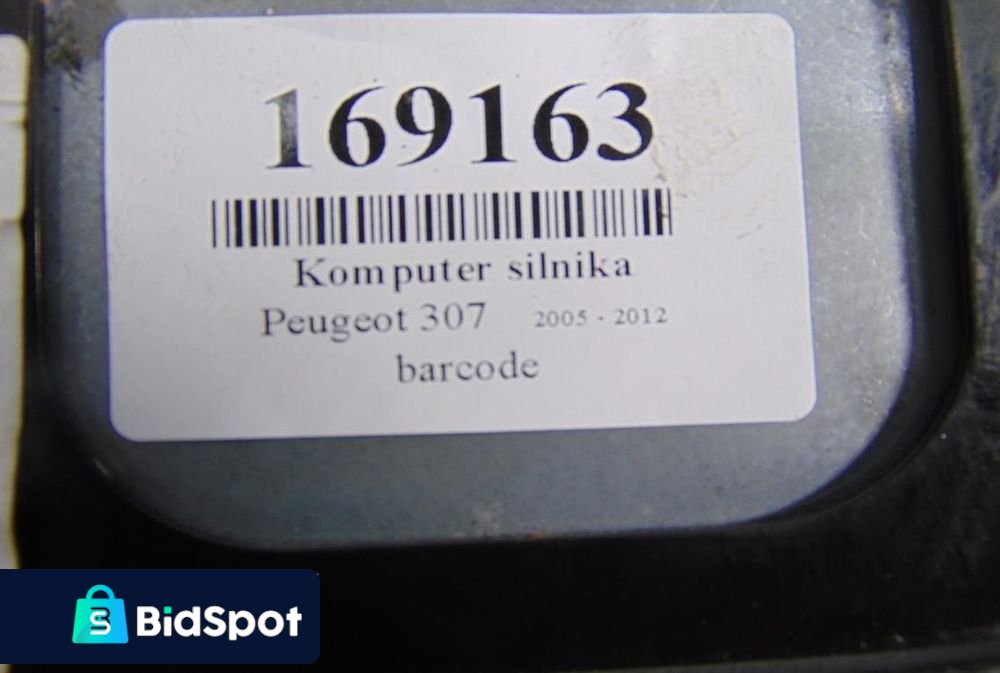 169163
Komputer silnika
Peugeot 307 2005 - 2012
barcode
BidSpot